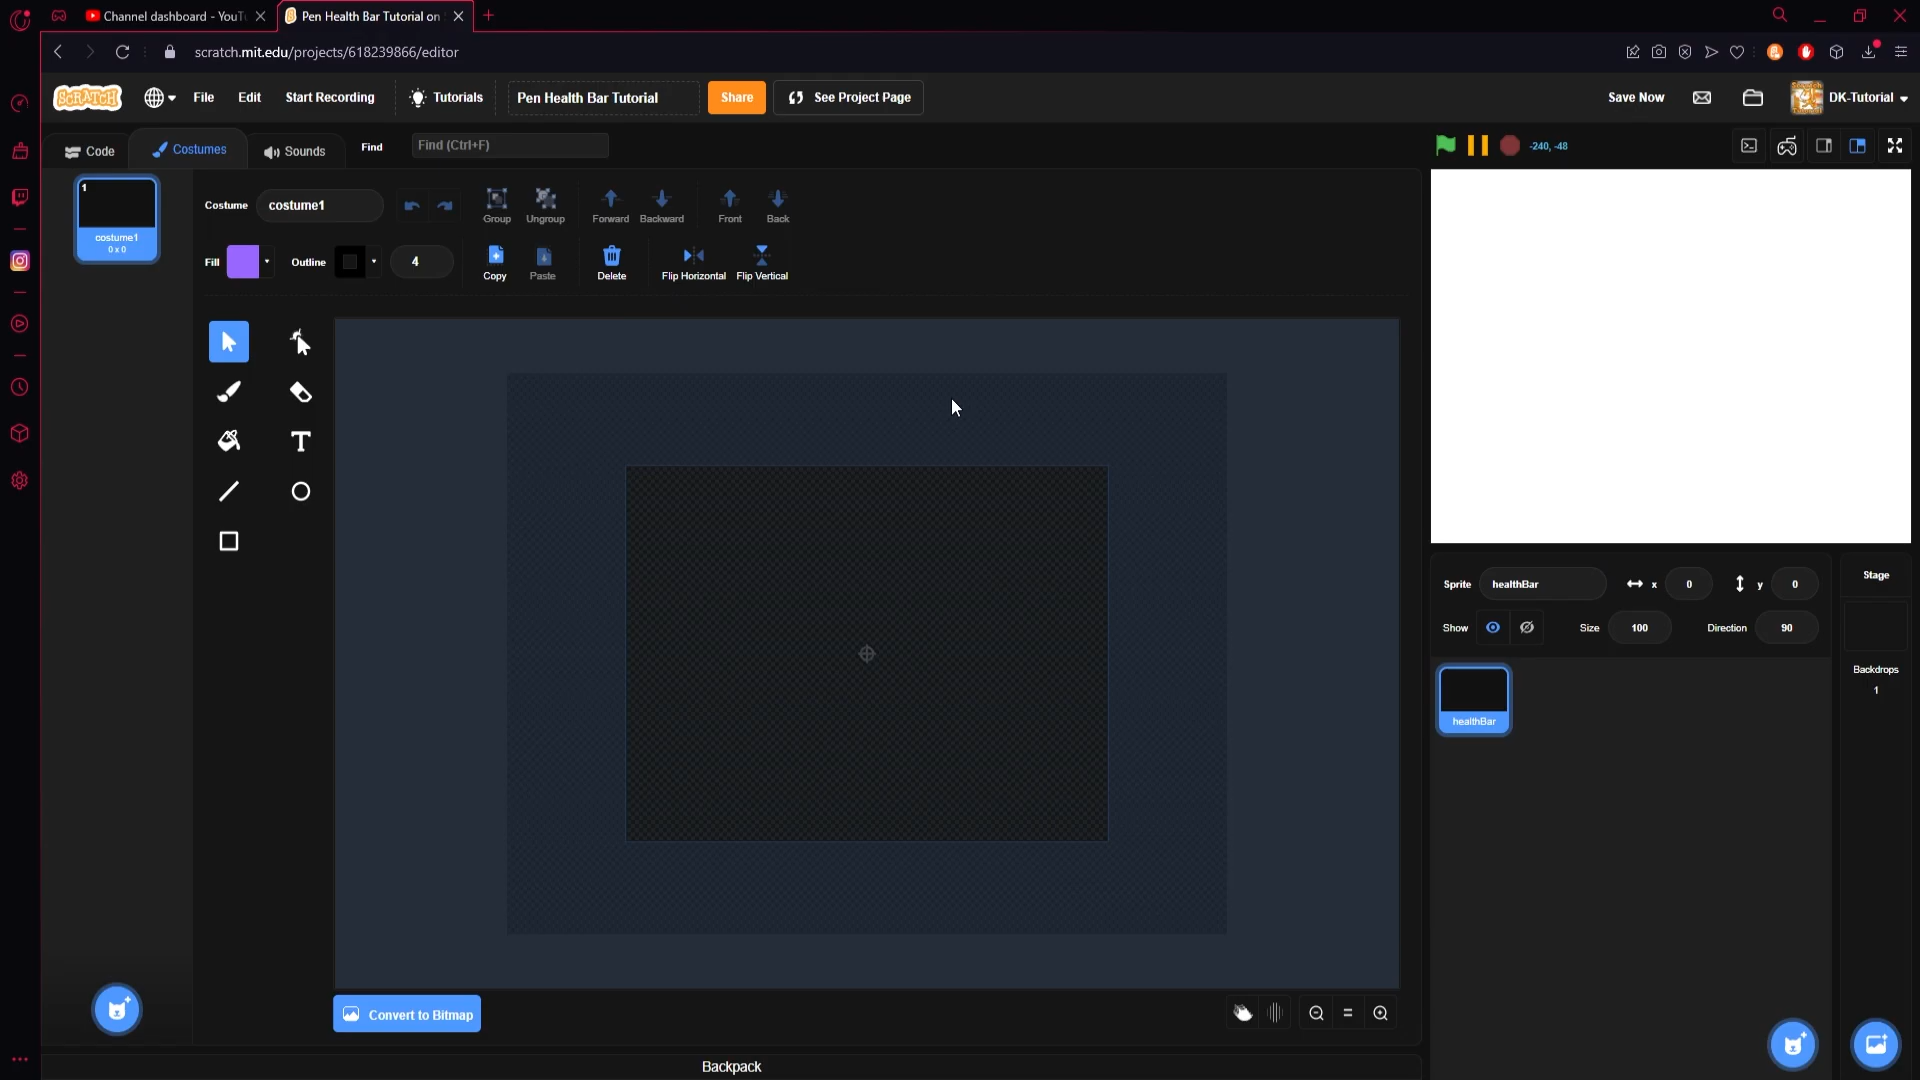 Channel dashboard - YouT
Pen Health Bar Tutorial on
scratch.mit.edu/projects/618239866/editor
SCRATCH
File
Edit
Start Recording
Tutorials
Pen Health Bar Tutorial
Share
See Project Page
Save Now
DK-Tutorial
Code
Costumes
Sounds
Find
Find (Ctrl+F)
-240, -48
1
costume1
0 x 0
Costume
costume1
Group
Ungroup
Forward
Backward
Front
Back
Fill
Outline
4
Copy
Paste
Delete
Flip Horizontal
Flip Vertical
T
Sprite
healthBar
x
0
y
0
Show
Size
100
Direction
90
healthBar
Stage
Backdrops
1
Convert to Bitmap
Backpack